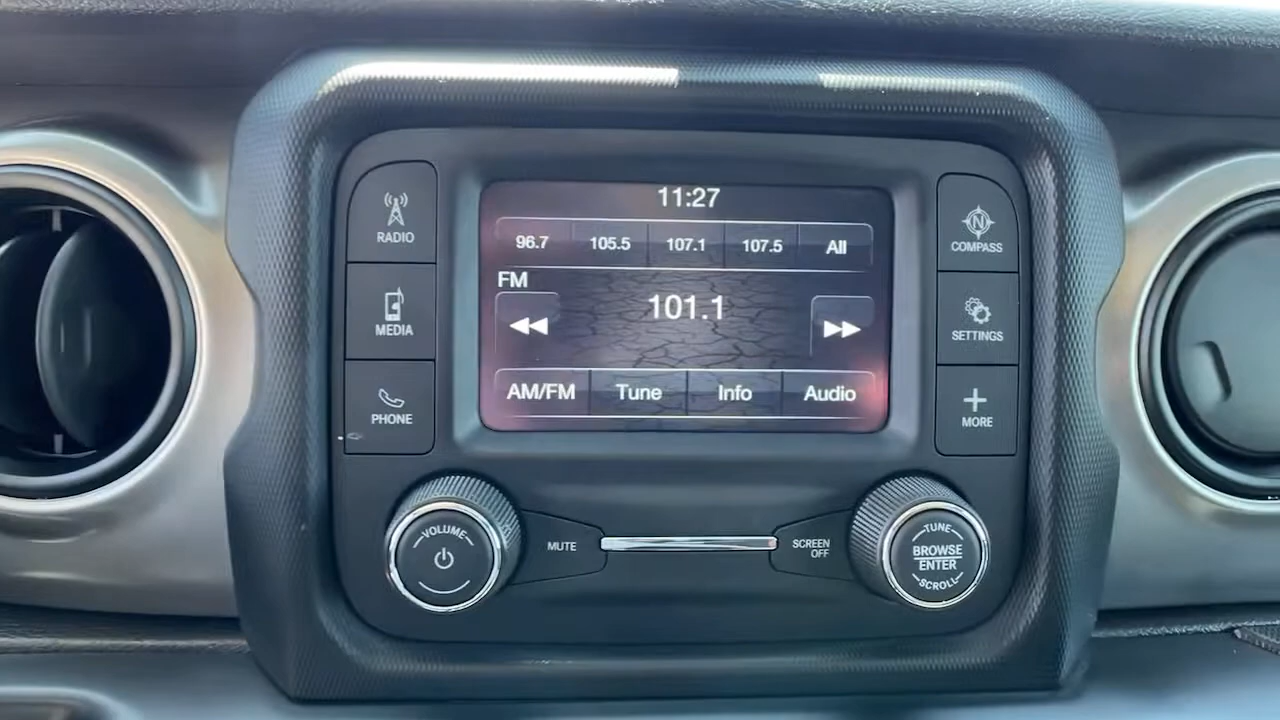 11:27
RADIO
96.7 105.5 107.1 107.5 All
N
COMPASS
FM
101.1
MEDIA
SETTINGS
AM/FM Tune Info Audio
PHONE
MORE
VOLUME
MUTE
SCREEN
OFF
TUNE
BROWSE
ENTER
SCROLL